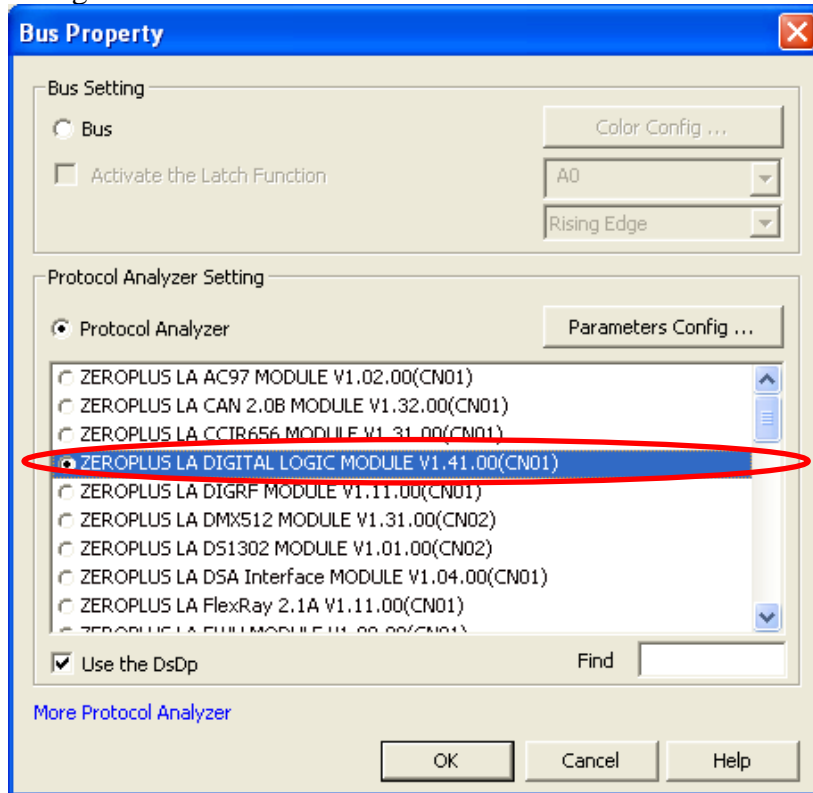 Bus Property
Bus Setting
Bus
Color Config ...
Activate the Latch Function
A0
Rising Edge
Protocol Analyzer Setting
Protocol Analyzer
Parameters Config ...
ZEROPLUS LA AC97 MODULE V1.02.00(CN01)
ZEROPLUS LA CAN 2.0B MODULE V1.32.00(CN01)
ZEROPLUS LA CCIR656 MODULE V1.31.00(CN01)
ZEROPLUS LA DIGITAL LOGIC MODULE V1.41.00(CN01)
ZEROPLUS LA DIGRF MODULE V1.11.00(CN01)
ZEROPLUS LA DMX512 MODULE V1.31.00(CN02)
ZEROPLUS LA DS1302 MODULE V1.01.00(CN02)
ZEROPLUS LA DSA Interface MODULE V1.04.00(CN01)
ZEROPLUS LA FlexRay 2.1A V1.11.00(CN01)
Use the DsDp
Find
More Protocol Analyzer
OK
Cancel
Help